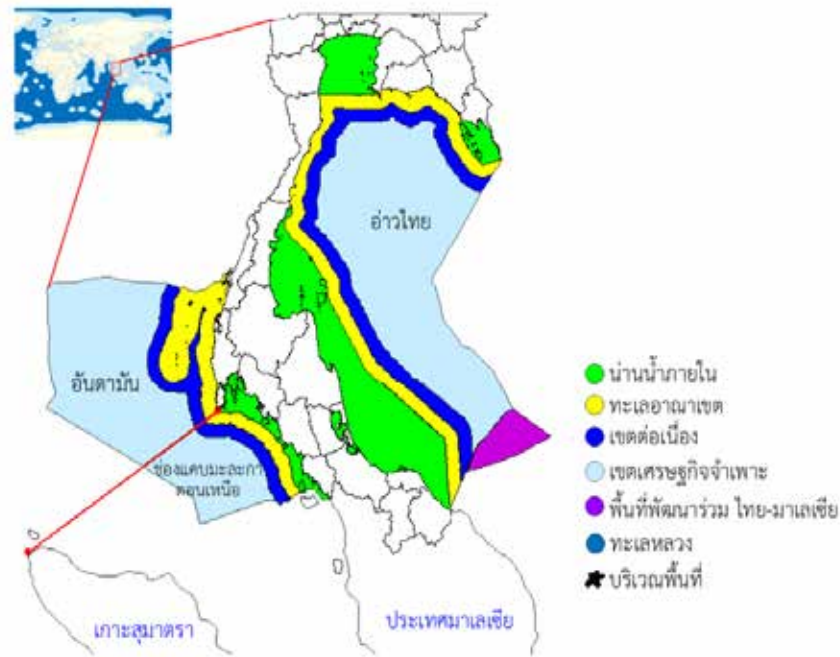 อ่าวไทย
อันดามัน
ช่องแคบมะละกา
ตอนเหนือ
น่านน้ำภายใน
ทะเลอาณาเขต
เขตต่อเนื่อง
เขตเศรษฐกิจจำเพาะ
พื้นที่พัฒนาร่วม ไทย-มาเลเซีย
ทะเลหลวง
บริเวณพื้นที่
เกาะสุมาตรา
ประเทศมาเลเซีย